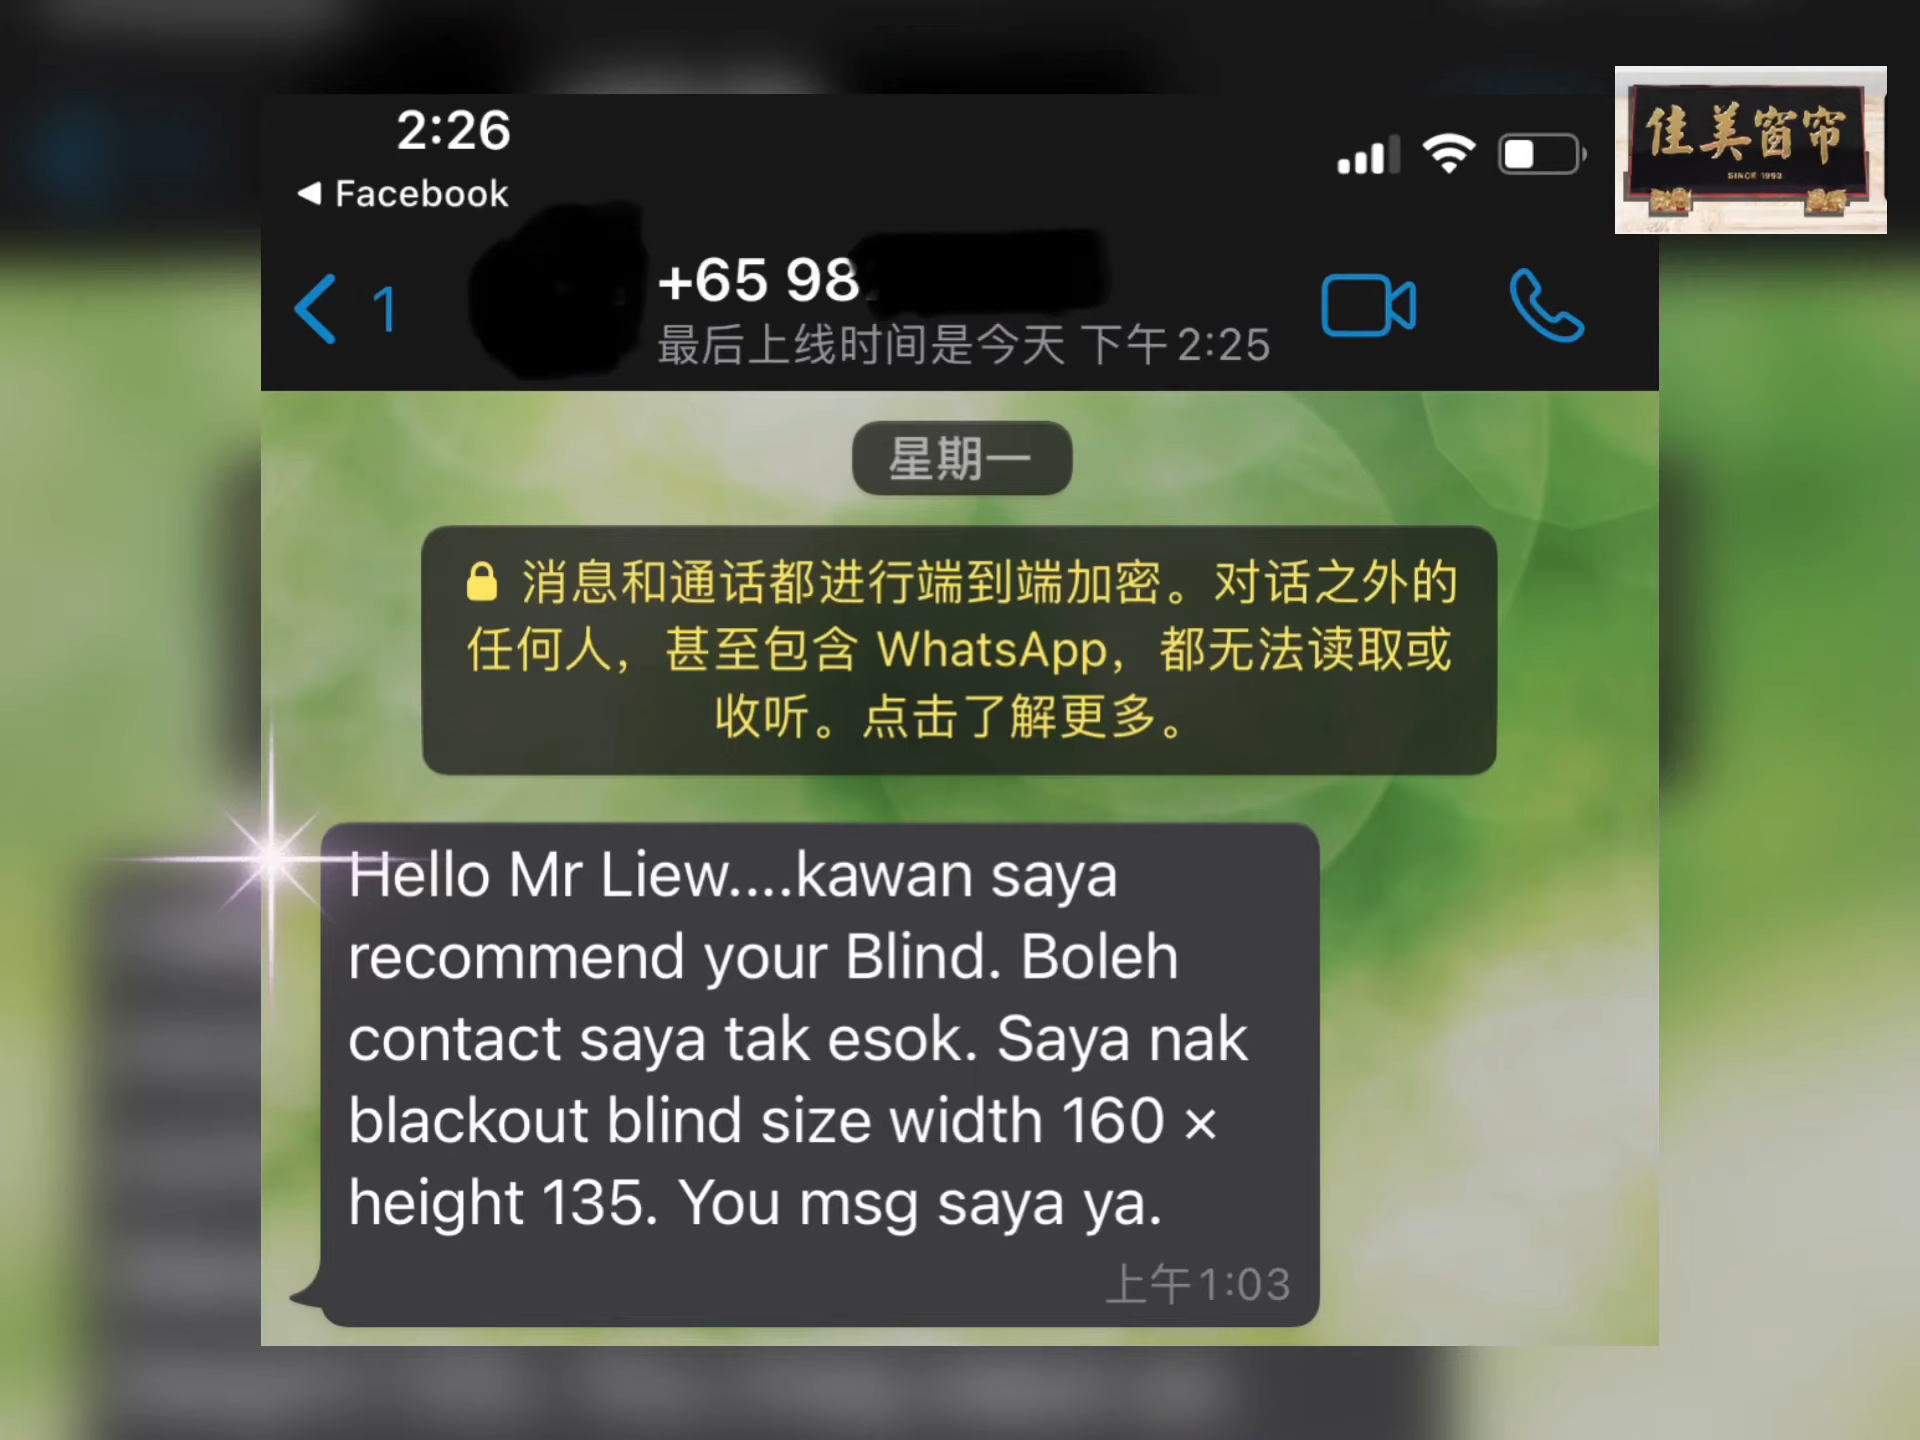 2:26
Facebook
佳美窗帘
SINCE 1993
1
+65 98
最后上线时间是今天 下午2:25
星期一
消息和通话都进行端到端加密。对话之外的
任何人，甚至包含 WhatsApp，都无法读取或
收听。点击了解更多。
Hello Mr Liew....kawan saya
recommend your Blind. Boleh
contact saya tak esok. Saya nak
blackout blind size width 160 ×
height 135. You msg saya ya.
上午1:03